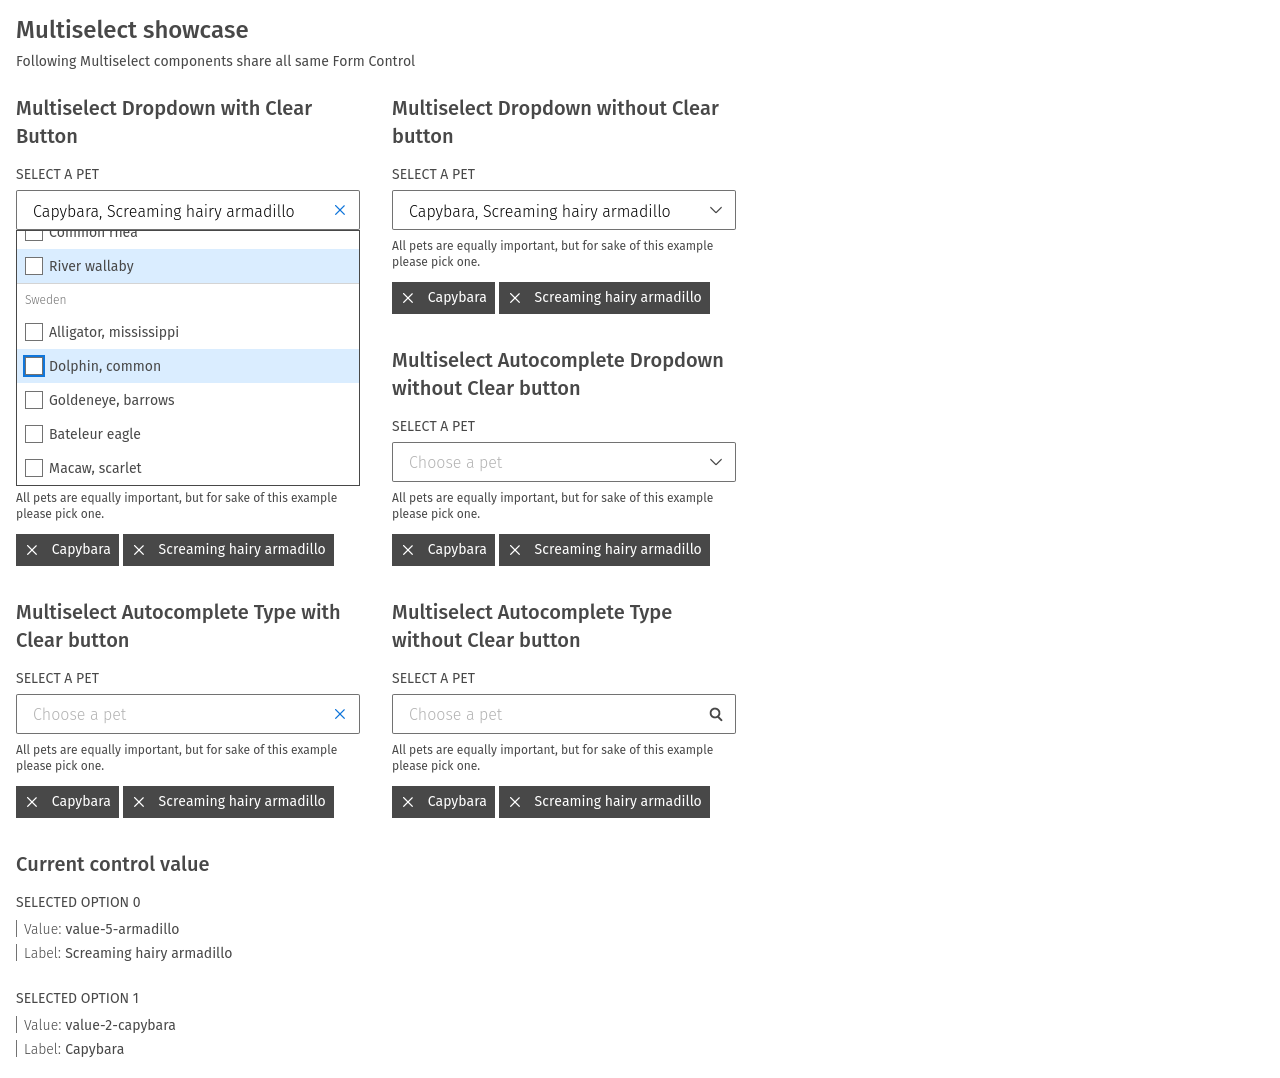 Multiselect showcase
Following Multiselect components share all same Form Control
Multiselect Dropdown with Clear
Button
SELECT A PET
Capybara, Screaming hairy armadillo
Common rhea
River wallaby
Sweden
Alligator, mississippi
Dolphin, common
Goldeneye, barrows
Bateleur eagle
Macaw, scarlet
All pets are equally important, but for sake of this example
please pick one.
Capybara
Screaming hairy armadillo
Multiselect Dropdown without Clear
button
SELECT A PET
Capybara, Screaming hairy armadillo
All pets are equally important, but for sake of this example
please pick one.
Capybara
Screaming hairy armadillo
Multiselect Autocomplete Dropdown
without Clear button
SELECT A PET
Choose a pet
All pets are equally important, but for sake of this example
please pick one.
Capybara
Screaming hairy armadillo
Multiselect Autocomplete Type with
Clear button
SELECT A PET
Choose a pet
All pets are equally important, but for sake of this example
please pick one.
Capybara
Screaming hairy armadillo
Multiselect Autocomplete Type
without Clear button
SELECT A PET
Choose a pet
All pets are equally important, but for sake of this example
please pick one.
Capybara
Screaming hairy armadillo
Current control value
SELECTED OPTION 0
Value: value-5-armadillo
Label: Screaming hairy armadillo
SELECTED OPTION 1
Value: value-2-capybara
Label: Capybara